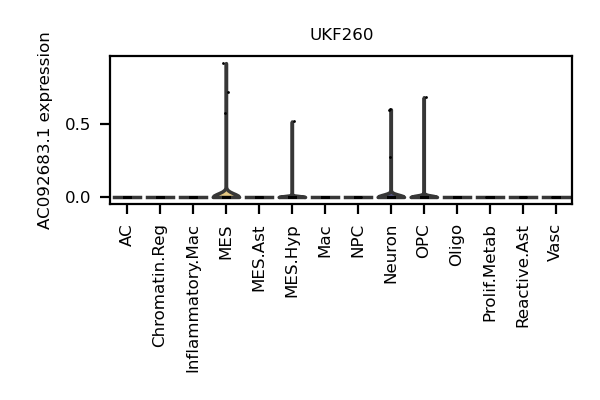 UKF260
AC092683.1 expression
0.5
0.0
AC
Chromatin.Reg
Inflammatory.Mac
MES
MES.Ast
MES.Hyp
Mac
NPC
Neuron
OPC
Oligo
Prolif.Metab
Reactive.Ast
Vasc